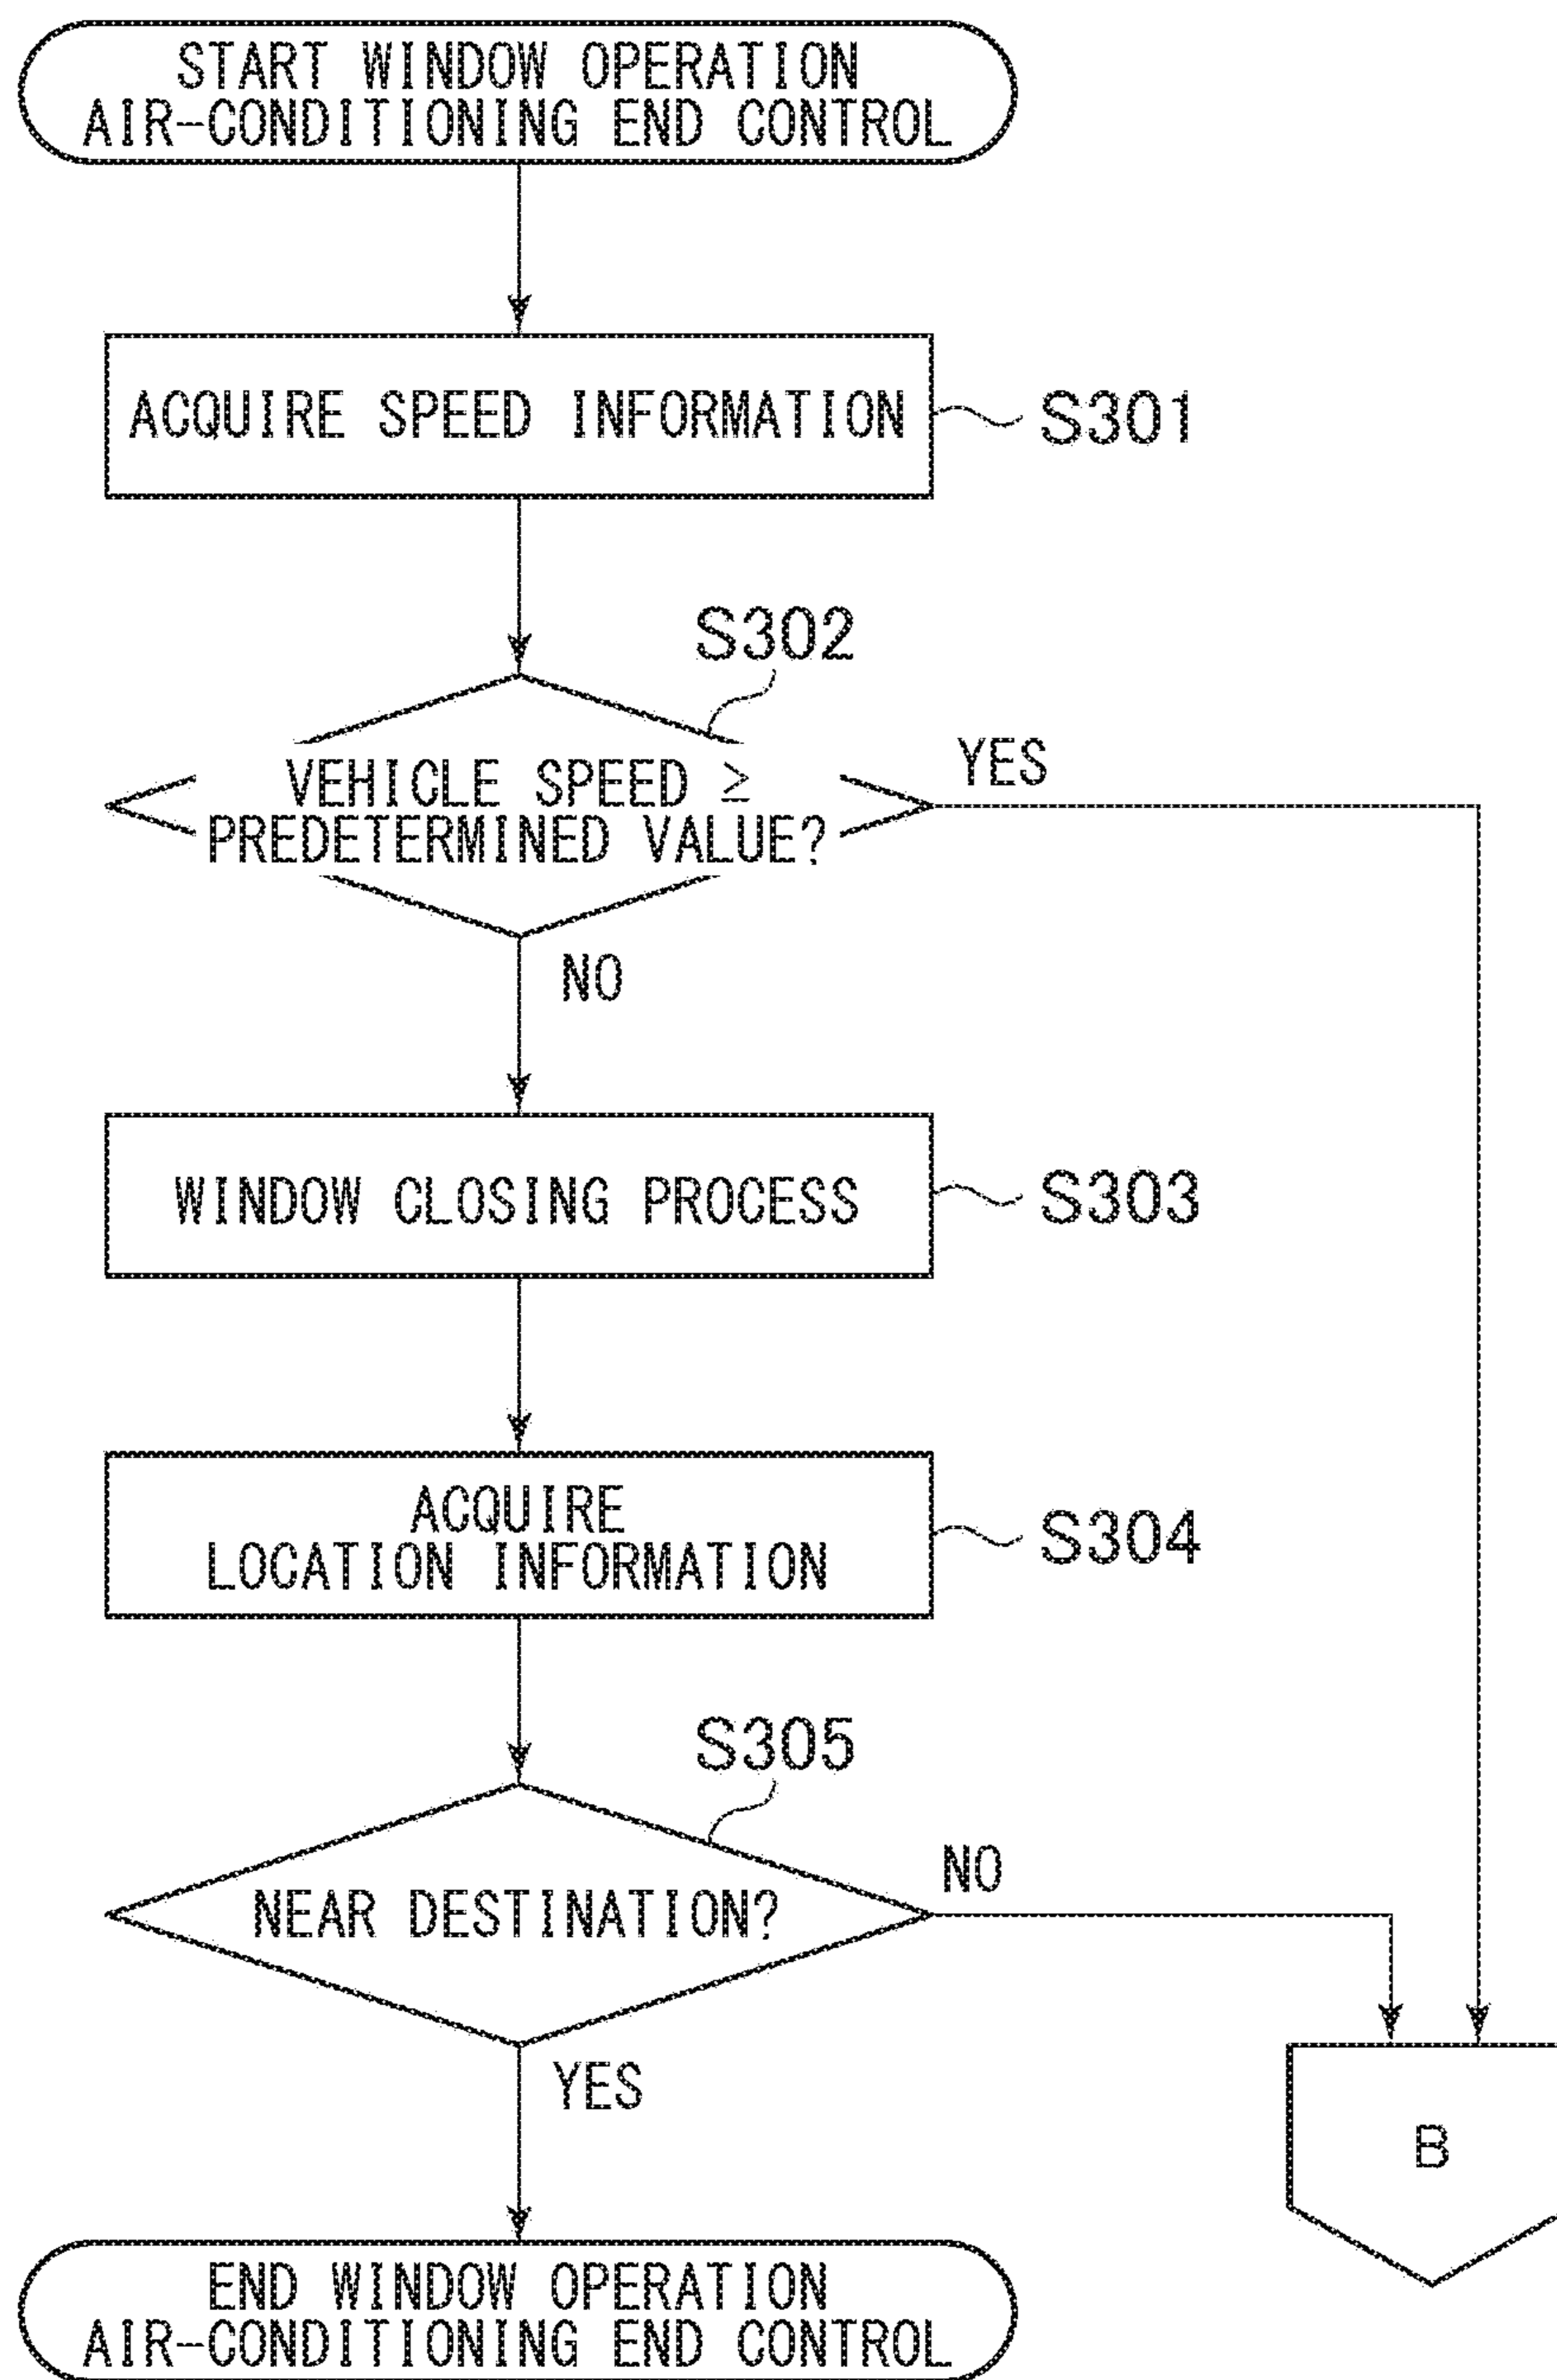 START WINDOW OPERATION
AIR-CONDITIONING END CONTROL
ACQUIRE SPEED INFORMATION
S301
S302
VEHICLE SPEED ≥
PREDETERMINED VALUE?
YES
NO
WINDOW CLOSING PROCESS
S303
ACQUIRE
LOCATION INFORMATION
S304
S305
NEAR DESTINATION?
NO
YES
B
END WINDOW OPERATION
AIR-CONDITIONING END CONTROL